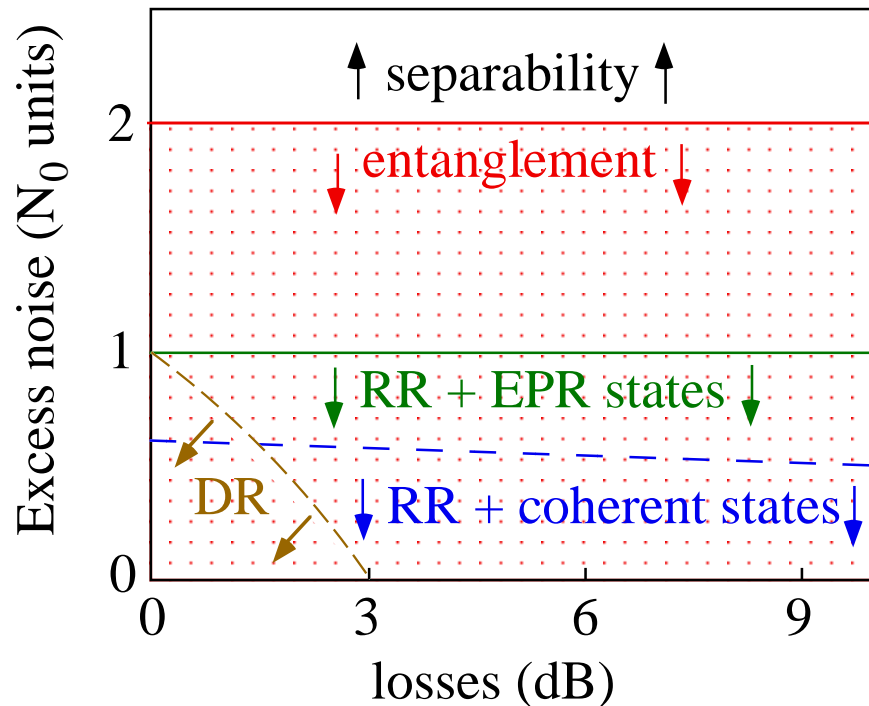 Excess noise (N₀ units)
↑ separability ↑
2
↓ entanglement ↓
1
↓ RR + EPR states ↓
DR
↓ RR + coherent states ↓
0
0 3 6 9
losses (dB)